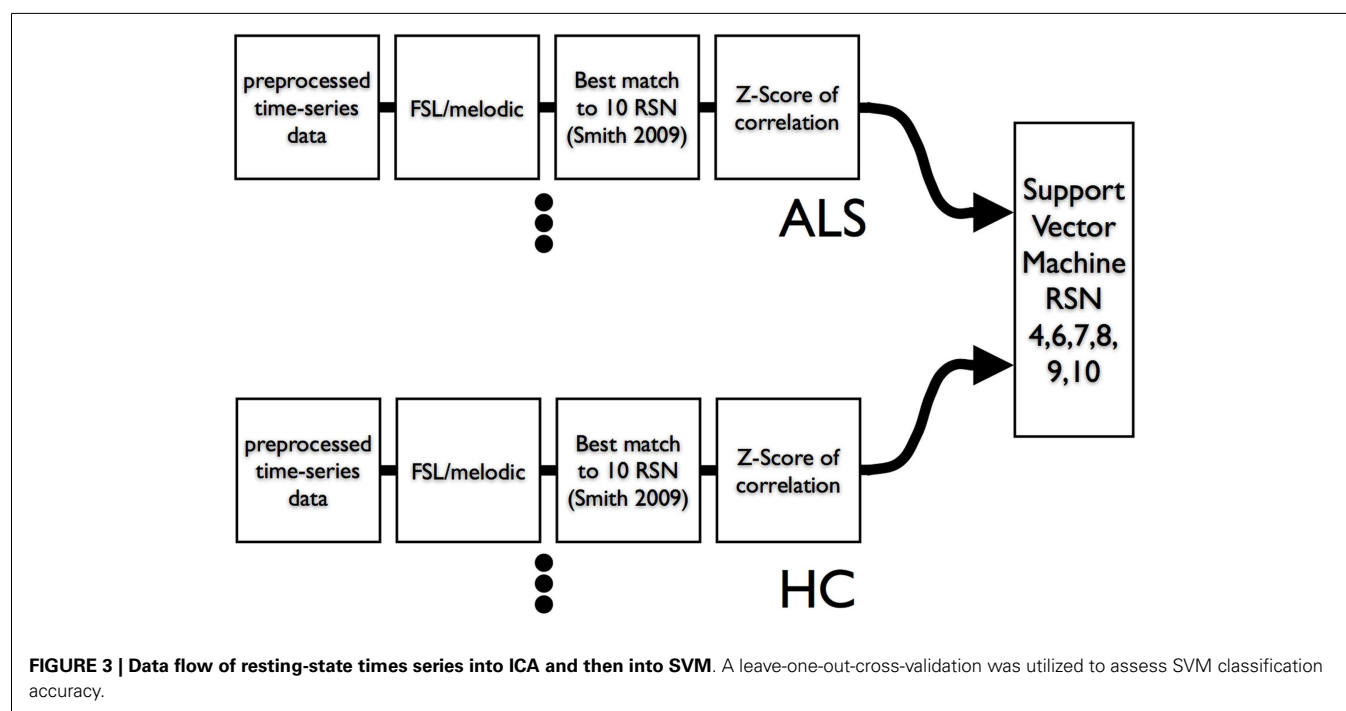 preprocessed
time-series
data
FSL/melodic
Best match
to 10 RSN
(Smith 2009)
Z-Score of
correlation
ALS
Support
Vector
Machine
RSN
4,6,7,8,
9,10
preprocessed
time-series
data
FSL/melodic
Best match
to 10 RSN
(Smith 2009)
Z-Score of
correlation
HC
FIGURE 3 | Data flow of resting-state times series into ICA and then into SVM. A leave-one-out-cross-validation was utilized to assess SVM classification
accuracy.